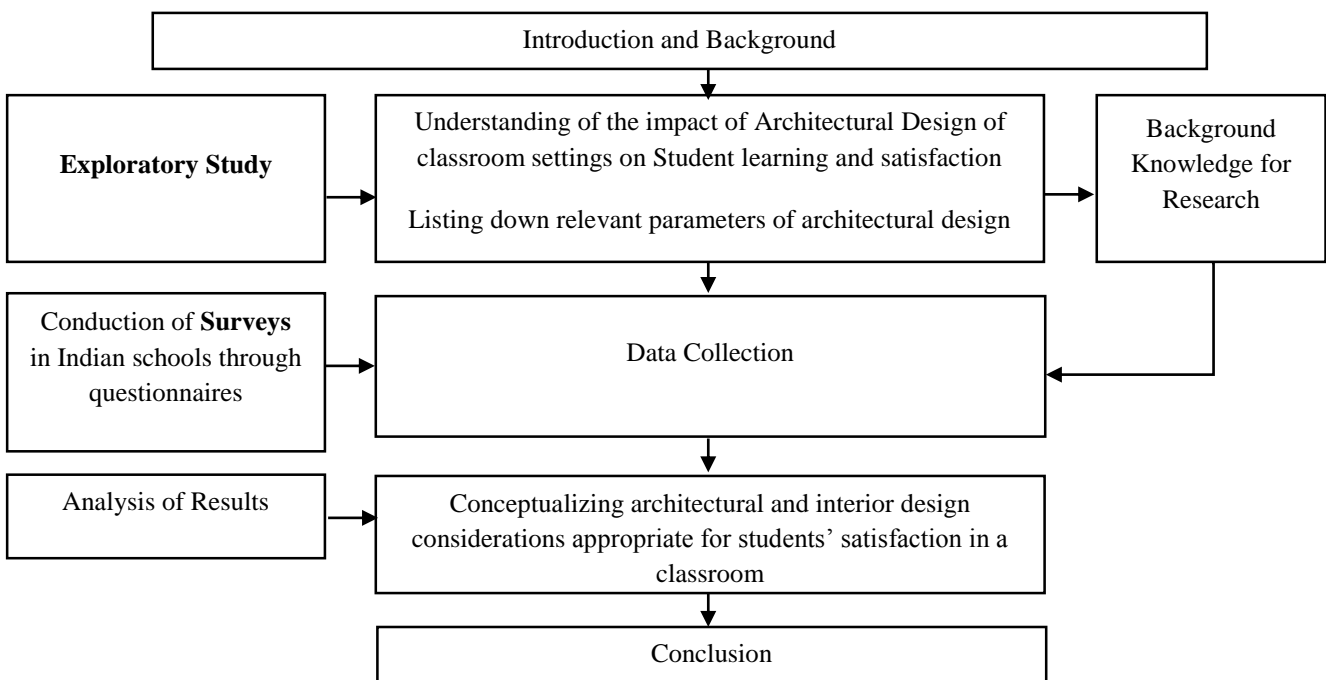 Introduction and Background
Exploratory Study
Understanding of the impact of Architectural Design of
classroom settings on Student learning and satisfaction
Listing down relevant parameters of architectural design
Background
Knowledge for
Research
Conduction of Surveys
in Indian schools through
questionnaires
Data Collection
Analysis of Results
Conceptualizing architectural and interior design
considerations appropriate for students’ satisfaction in a
classroom
Conclusion